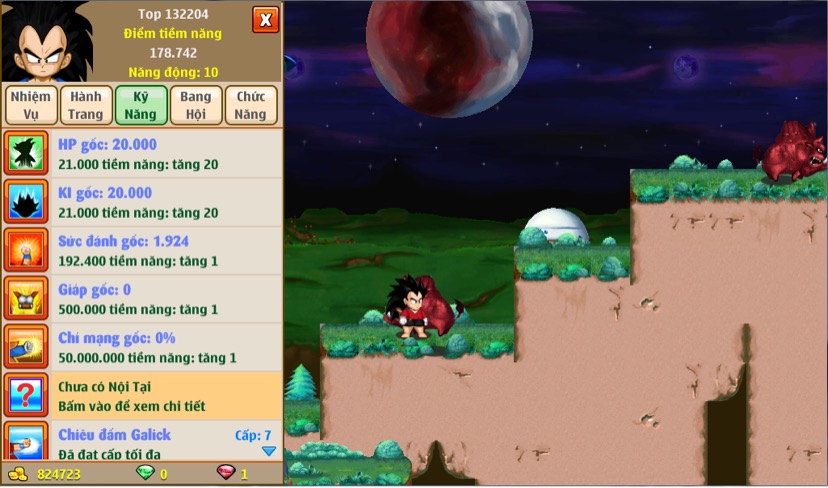 Top 132204
Điểm tiềm năng
178.742
Năng động: 10
X
Nhiệm Vụ
Hành Trang
Kỹ Năng
Bang Hội
Chức Năng
HP gốc: 20.000
21.000 tiềm năng: tăng 20
KI gốc: 20.000
21.000 tiềm năng: tăng 20
Sức đánh gốc: 1.924
192.400 tiềm năng: tăng 1
Giáp gốc: 0
500.000 tiềm năng: tăng 1
Chí mạng gốc: 0%
50.000.000 tiềm năng: tăng 1
?
Chưa có Nội Tại
Bấm vào để xem chi tiết
Chiêu đấm Galick Cấp: 7
Đã đạt cấp tối đa
824723 0 1